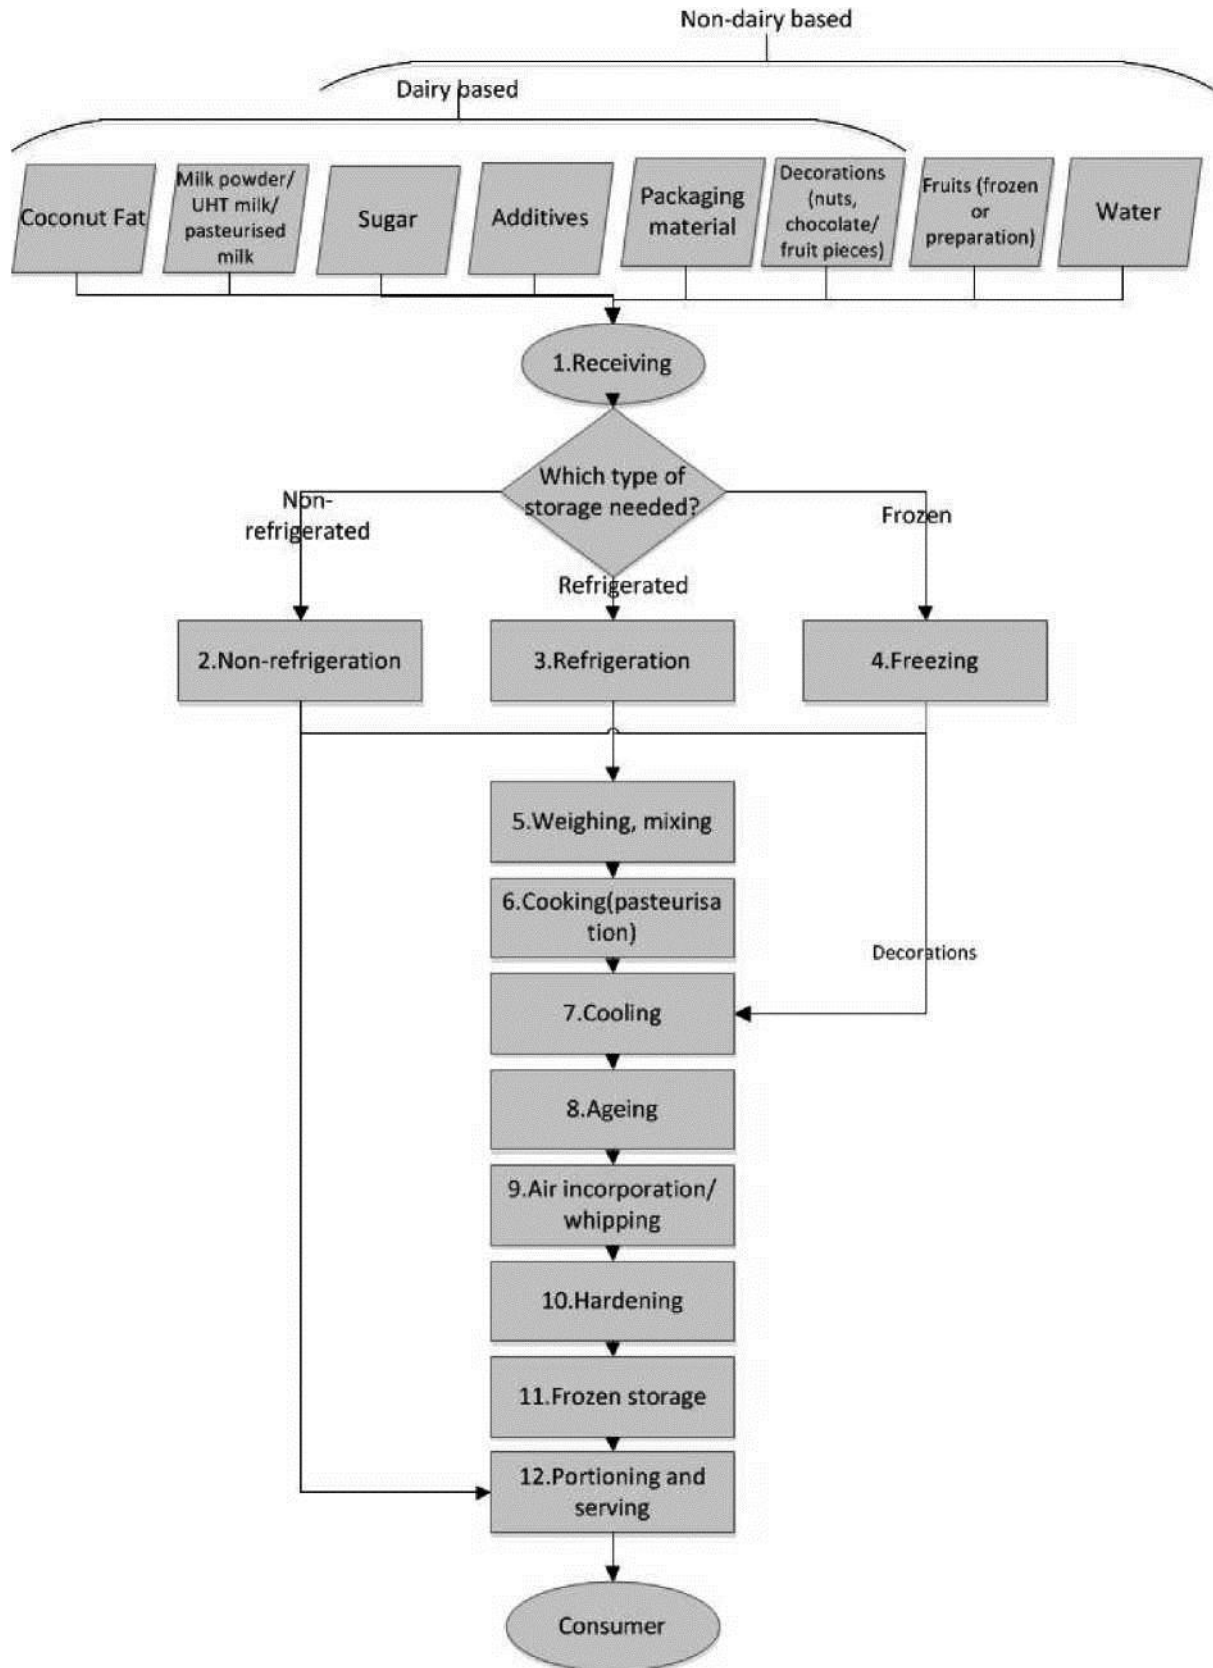 Non-dairy based
Dairy based
Coconut Fat
Milk powder/
UHT milk/
pasteurised
milk
Sugar
Additives
Packaging
material
Decorations
(nuts,
chocolate/
fruit pieces)
Fruits (frozen
or
preparation)
Water
1.Receiving
Which type of
storage needed?
Non-
refrigerated
Refrigerated
Frozen
2.Non-refrigeration
3.Refrigeration
4.Freezing
5.Weighing, mixing
6.Cooking(pasteurisa
tion)
Decorations
7.Cooling
8.Ageing
9.Air incorporation/
whipping
10.Hardening
11.Frozen storage
12.Portioning and
serving
Consumer